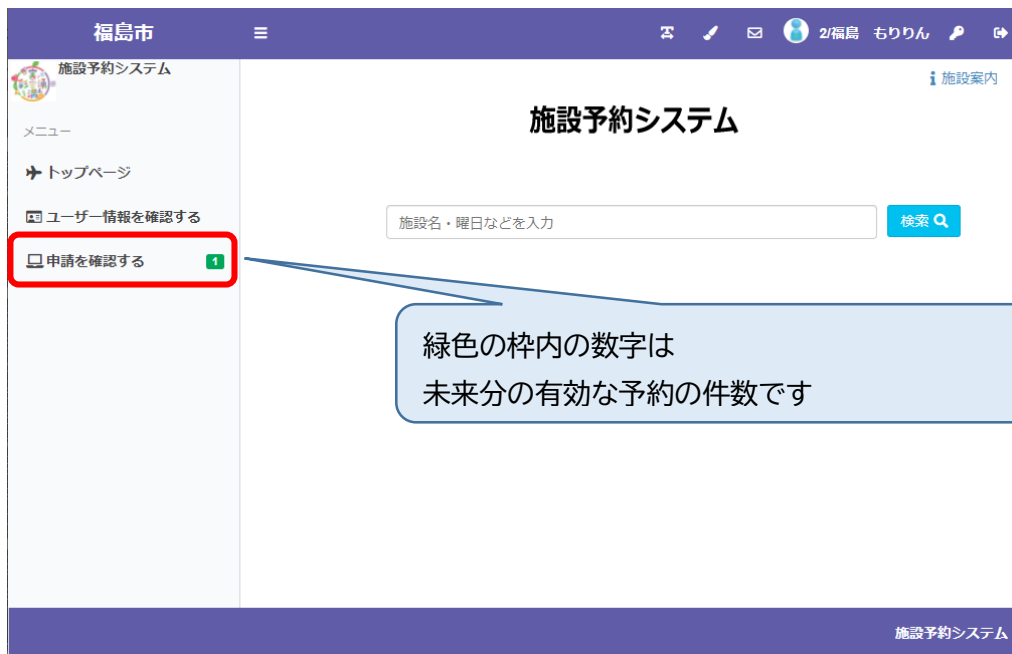 福島市
2/福島 もりりん
施設予約システム
施設案内
メニュー
施設予約システム
トップページ
ユーザー情報を確認する
施設名・曜日などを入力
検索
申請を確認する 1
緑色の枠内の数字は
未来分の有効な予約の件数です
施設予約システム